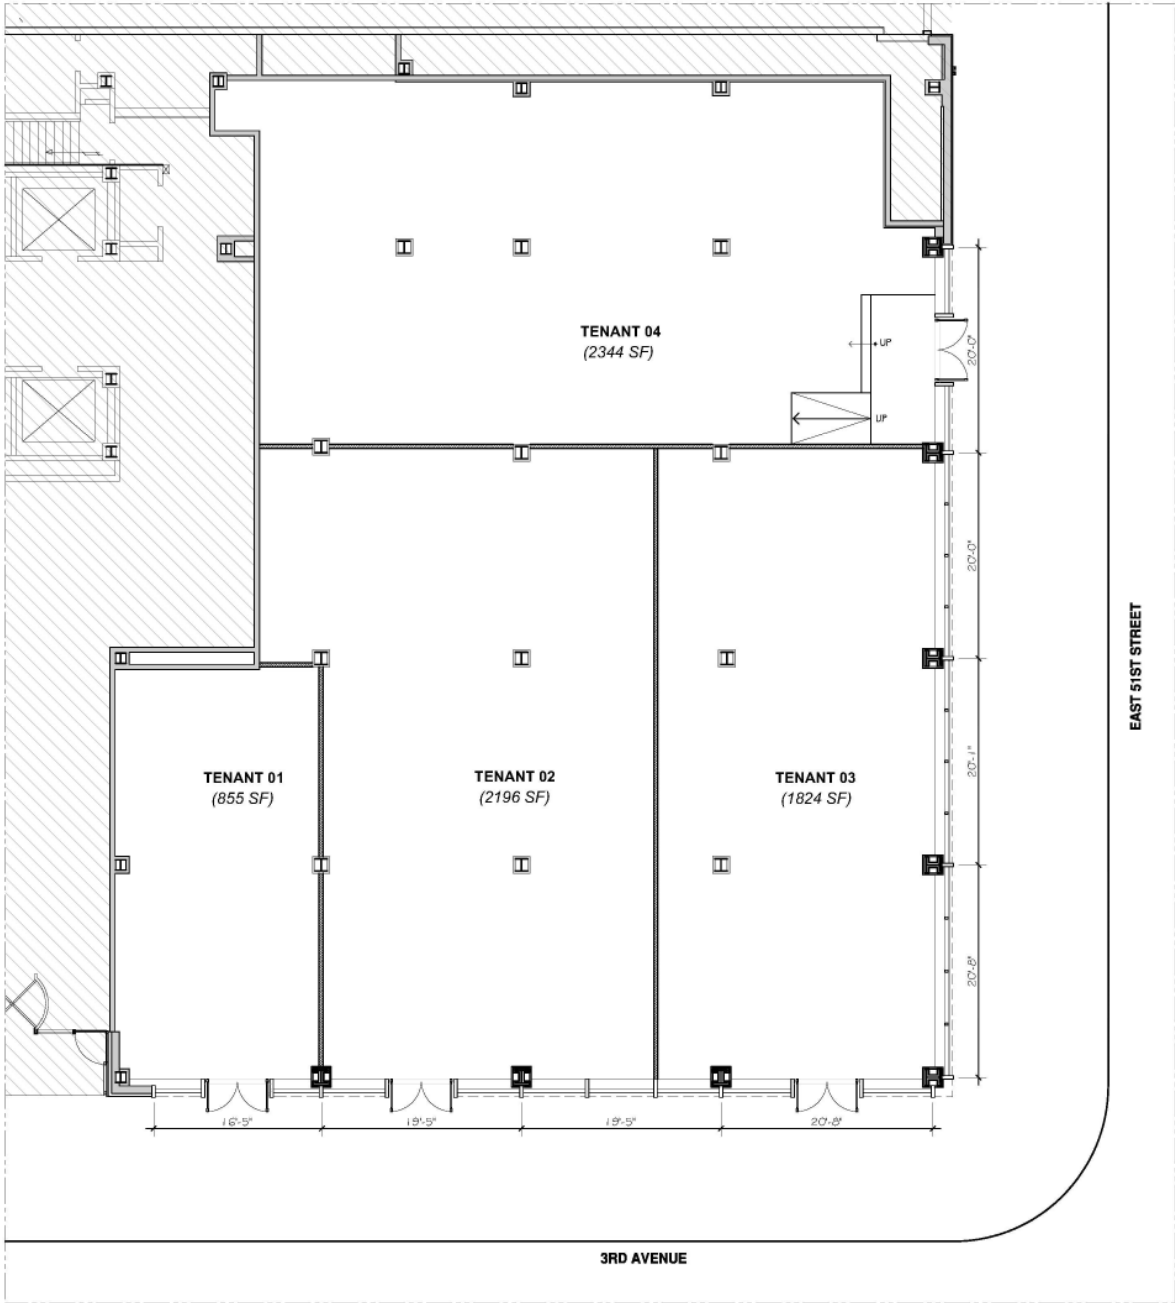 TENANT 04
(2344 SF)
UP
UP
20'-0"
20'-0"
EAST 51ST STREET
20'-1"
TENANT 01
(855 SF)
TENANT 02
(2196 SF)
TENANT 03
(1824 SF)
20'-8"
16'-5"
19'-5"
19'-5"
20'-8"
3RD AVENUE